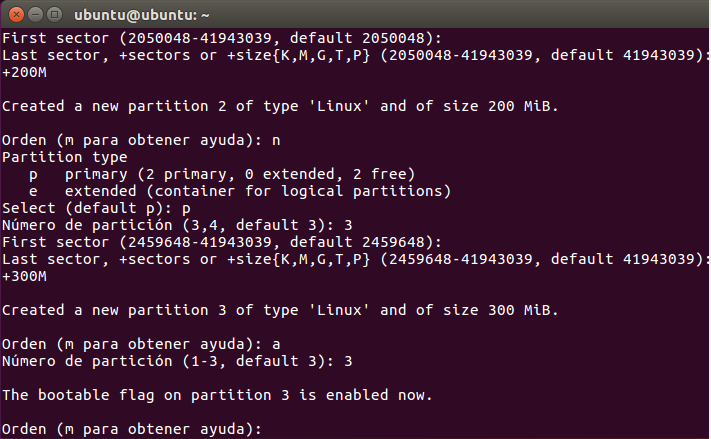 ubuntu@ubuntu: ~
First sector (2050048-41943039, default 2050048):
Last sector, +sectors or +size{K,M,G,T,P} (2050048-41943039, default 41943039):
+200M
Created a new partition 2 of type 'Linux' and of size 200 MiB.
Orden (m para obtener ayuda): n
Partition type
   p   primary (2 primary, 0 extended, 2 free)
   e   extended (container for logical partitions)
Select (default p): p
Número de partición (3,4, default 3): 3
First sector (2459648-41943039, default 2459648):
Last sector, +sectors or +size{K,M,G,T,P} (2459648-41943039, default 41943039):
+300M
Created a new partition 3 of type 'Linux' and of size 300 MiB.
Orden (m para obtener ayuda): a
Número de partición (1-3, default 3): 3
The bootable flag on partition 3 is enabled now.
Orden (m para obtener ayuda):